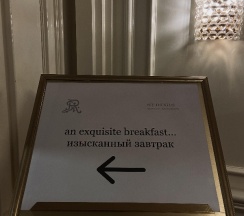 an exquisite breakfast...
изысканный завтрак